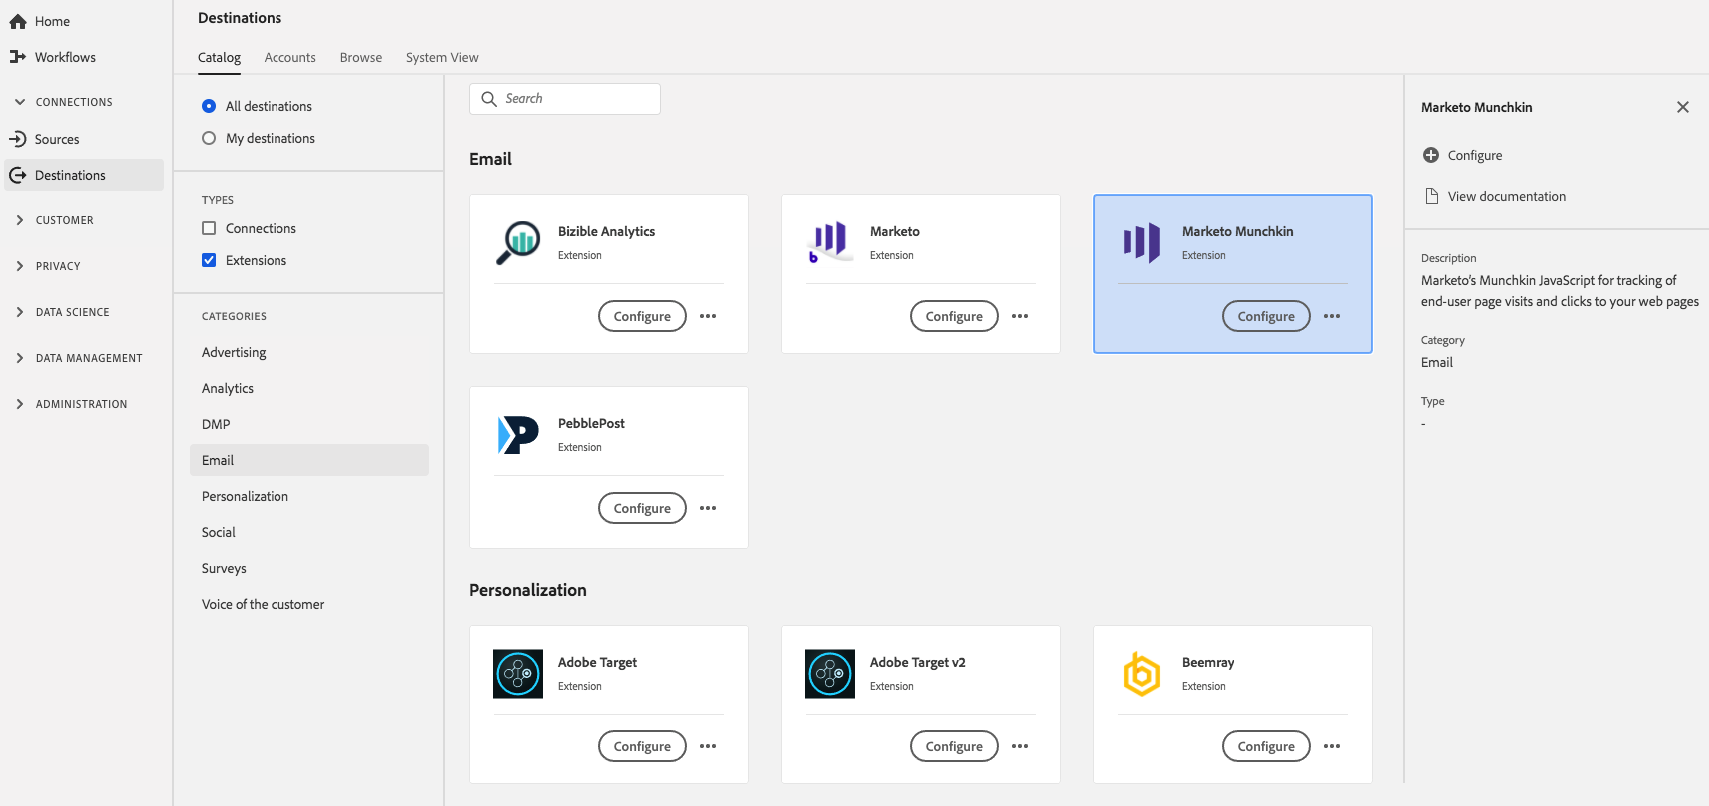 Home
Workflows
CONNECTIONS
Sources
Destinations
CUSTOMER
PRIVACY
DATA SCIENCE
DATA MANAGEMENT
ADMINISTRATION
Destinations
Catalog Accounts Browse System View
All destinations
My destinations
TYPES
Connections
Extensions
CATEGORIES
Advertising
Analytics
DMP
Email
Personalization
Social
Surveys
Voice of the customer
Search
Email
Bizible Analytics
Extension
Configure
Marketo
Extension
Configure
Marketo Munchkin
Extension
Configure
PebblePost
Extension
Configure
Personalization
Adobe Target
Extension
Configure
Adobe Target v2
Extension
Configure
Beemray
Extension
Configure
Marketo Munchkin
Configure
View documentation
Description
Marketo's Munchkin JavaScript for tracking of
end-user page visits and clicks to your web pages
Category
Email
Type
-